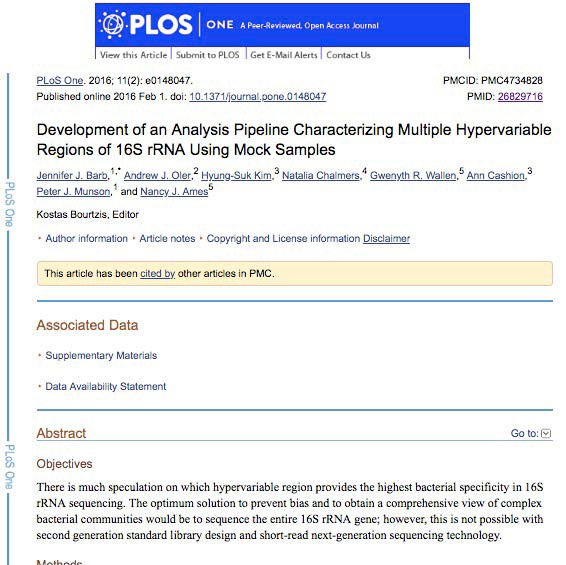 PLOS | ONE A Peer-Reviewed, Open Access Journal
View this Article | Submit to PLOS | Get E-Mail Alerts | Contact Us
PLoS One. 2016; 11(2): e0148047. PMCID: PMC4734828
Published online 2016 Feb 1. doi: 10.1371/journal.pone.0148047 PMID: 26829716
Development of an Analysis Pipeline Characterizing Multiple Hypervariable
Regions of 16S rRNA Using Mock Samples
Jennifer J. Barb,1,* Andrew J. Oler,2 Hyung-Suk Kim,3 Natalia Chalmers,4 Gwenyth R. Wallen,5 Ann Cashion,3
Peter J. Munson,1 and Nancy J. Ames5
Kostas Bourtzis, Editor
Author information • Article notes • Copyright and License information Disclaimer
This article has been cited by other articles in PMC.
PLoS One
Associated Data
Supplementary Materials
Data Availability Statement
Abstract Go to:
PLoS One
Objectives
There is much speculation on which hypervariable region provides the highest bacterial specificity in 16S
rRNA sequencing. The optimum solution to prevent bias and to obtain a comprehensive view of complex
bacterial communities would be to sequence the entire 16S rRNA gene; however, this is not possible with
second generation standard library design and short-read next-generation sequencing technology.
Methods